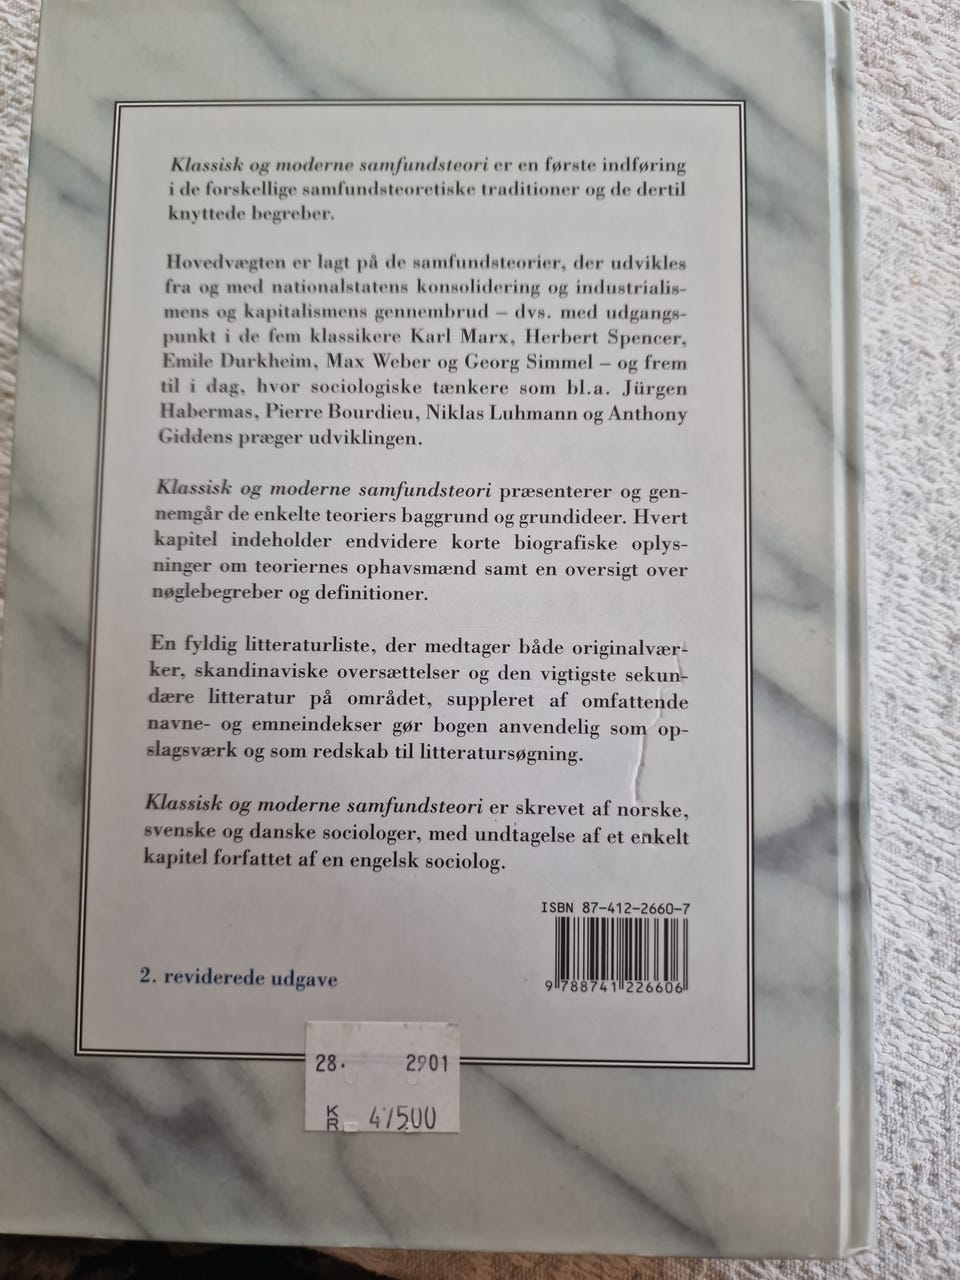 Klassisk og moderne samfundsteori er en første indføring
i de forskellige samfundsteoretiske traditioner og de dertil
knyttede begreber.
Hovedvægten er lagt på de samfundsteorier, der udvikles
fra og med nationalstatens konsolidering og industrialis-
mens og kapitalismens gennembrud – dvs. med udgangs-
punkt i de fem klassikere Karl Marx, Herbert Spencer,
Emile Durkheim, Max Weber og Georg Simmel – og frem
til i dag, hvor sociologiske tænkere som bl.a. Jürgen
Habermas, Pierre Bourdieu, Niklas Luhmann og Anthony
Giddens præger udviklingen.
Klassisk og moderne samfundsteori præsenterer og gen-
nemgår de enkelte teoriers baggrund og grundideer. Hvert
kapitel indeholder endvidere korte biografiske oplys-
ninger om teoriernes ophavsmænd samt en oversigt over
nøglebegreber og definitioner.
En fyldig litteraturliste, der medtager både originalvær-
ker, skandinaviske oversættelser og den vigtigste sekun-
dære litteratur på området, suppleret af omfattende
navne- og emneindekser gør bogen anvendelig som op-
slagsværk og som redskab til litteratursøgning.
Klassisk og moderne samfundsteori er skrevet af norske,
svenske og danske sociologer, med undtagelse af et enkelt
kapitel forfattet af en engelsk sociolog.
ISBN 87-412-2660-7
9 788741 226606
2. reviderede udgave
28. 2901
KR. 475.00